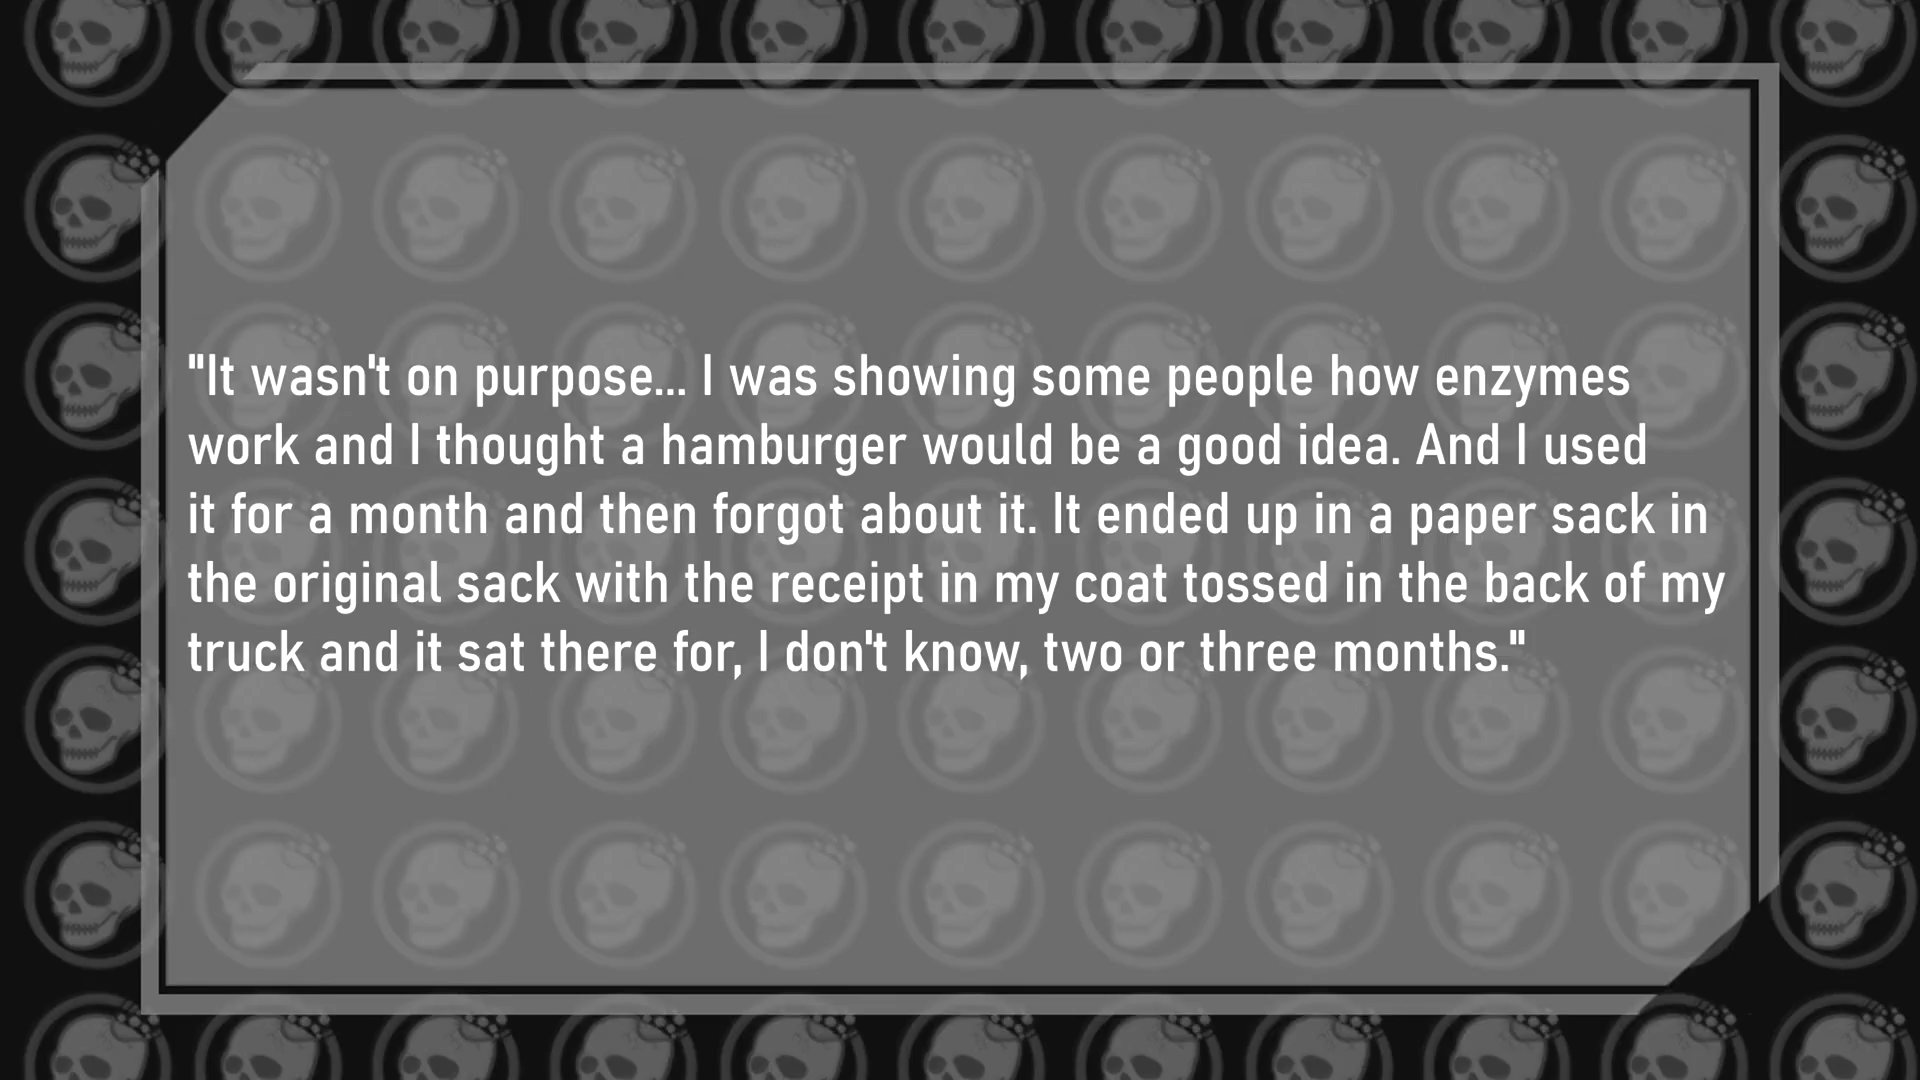 "It wasn't on purpose... I was showing some people how enzymes
work and I thought a hamburger would be a good idea. And I used
it for a month and then forgot about it. It ended up in a paper sack in
the original sack with the receipt in my coat tossed in the back of my
truck and it sat there for, I don't know, two or three months."